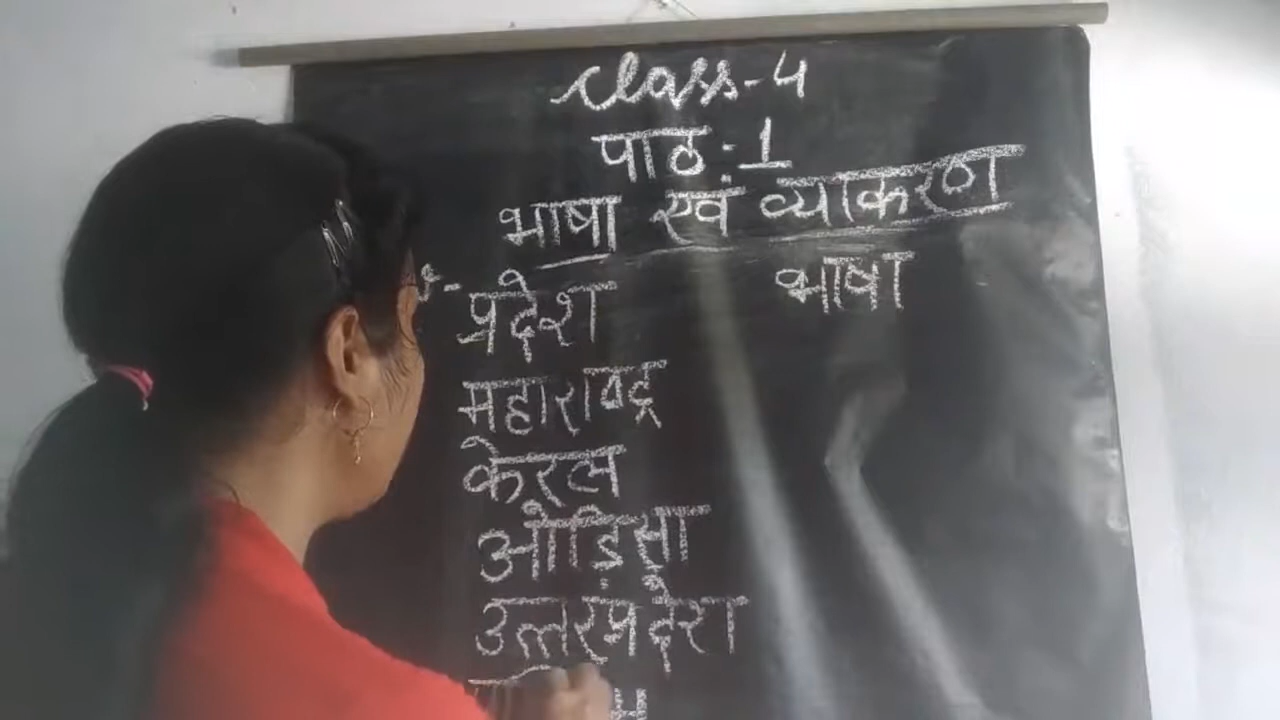 Class-4
पाठ:-1
भाषा एवं व्याकरण
प्रदेश भाषा
महाराष्ट्र
केरल
ओड़िसा
उत्तरप्रदेश